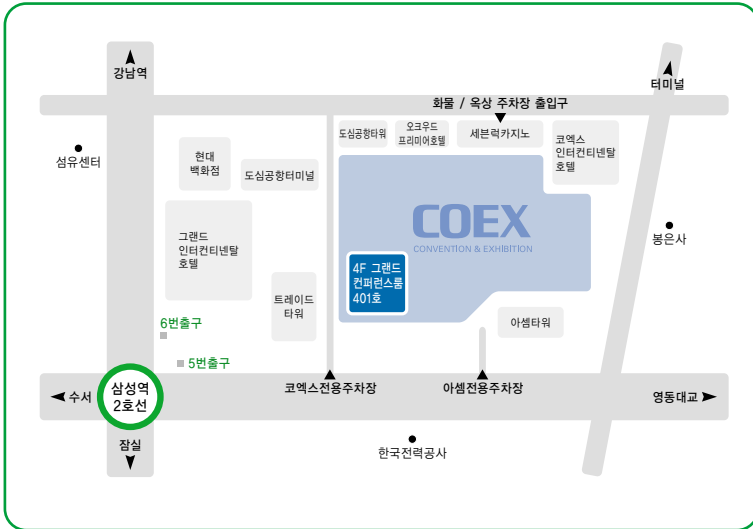 강남역
터미널
화물 / 옥상 주차장 출입구
섬유센터
현대
백화점
도심공항터미널
도심공항타워
오크우드
프리미어호텔
세븐럭카지노
코엑스
인터컨티넨탈
호텔
그랜드
인터컨티넨탈
호텔
COEX
CONVENTION & EXHIBITION
봉은사
4F 그랜드
컨퍼런스룸
401호
트레이드
타워
아셈타워
6번출구
5번출구
수서
삼성역
2호선
코엑스전용주차장
아셈전용주차장
영동대교
잠실
한국전력공사